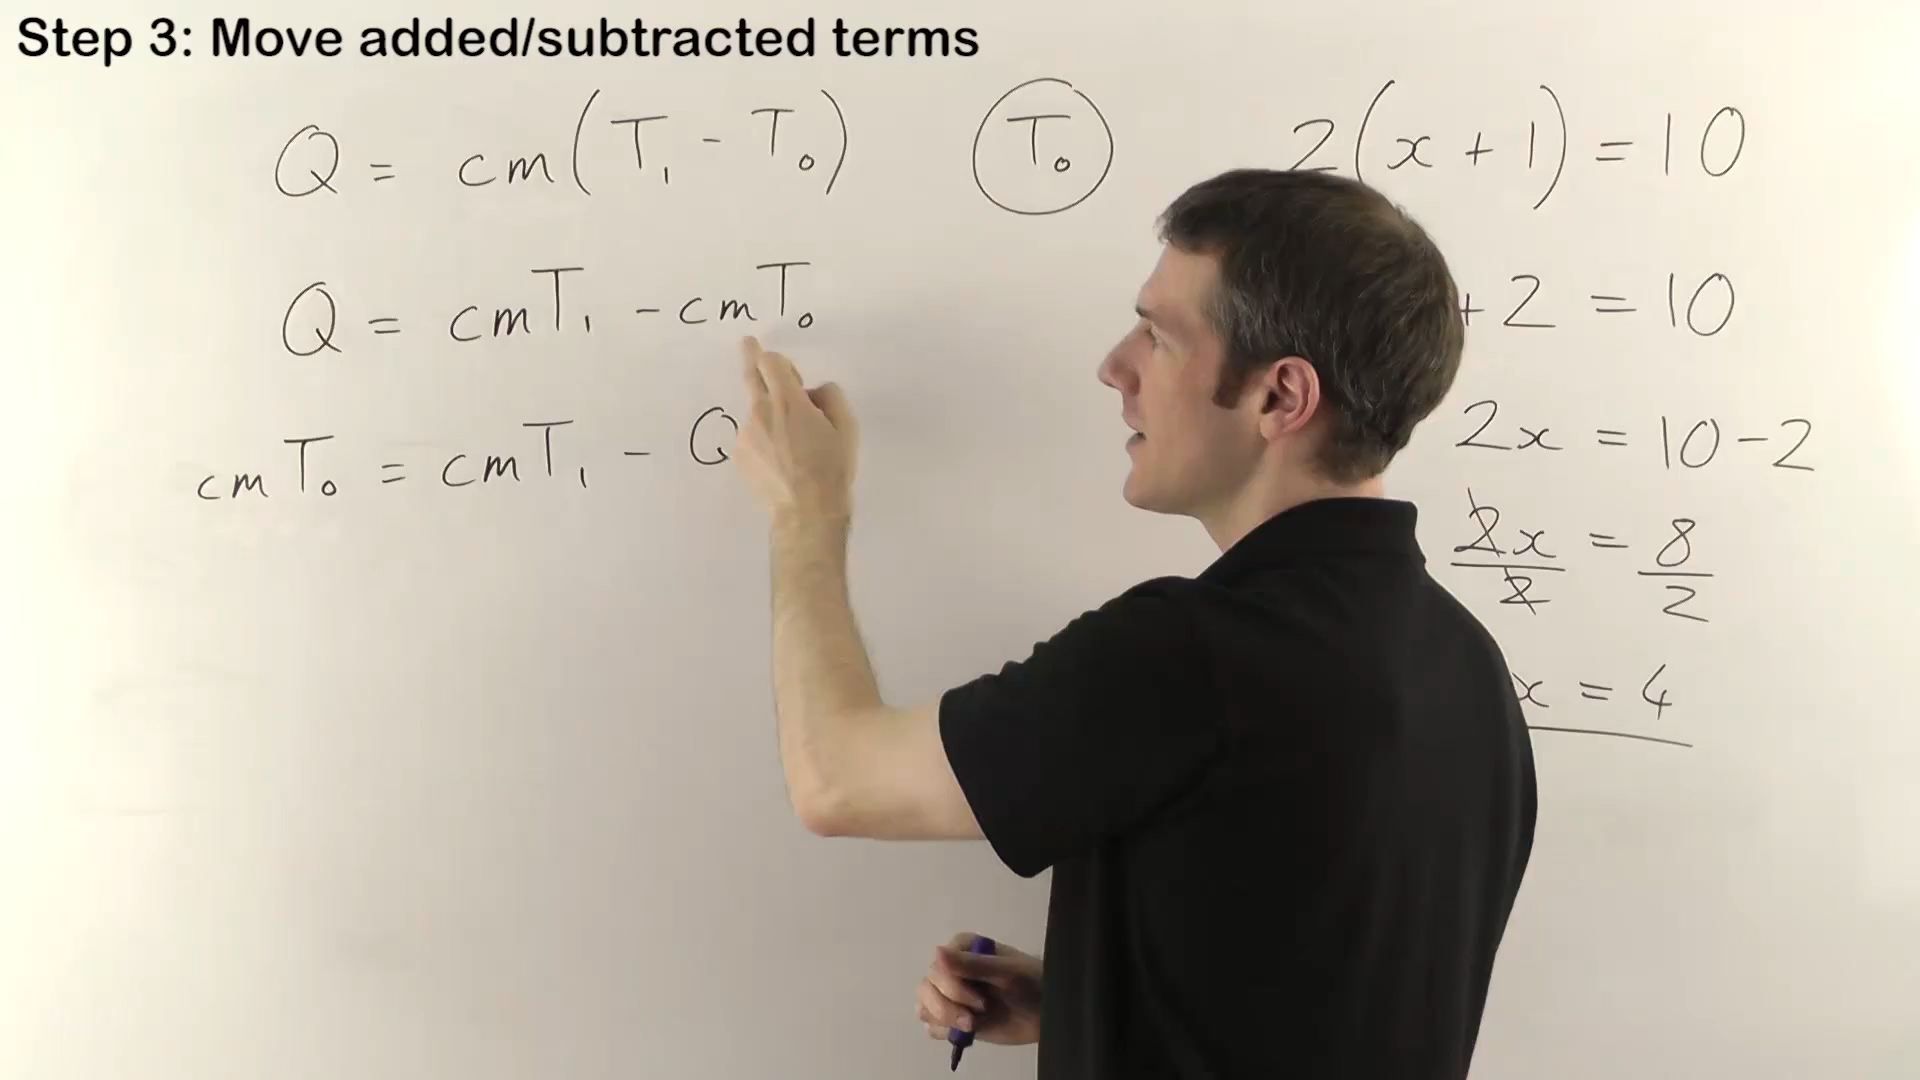 Step 3: Move added/subtracted terms
Q = cm(T₁ - T₀)
T₀
2(x + 1) = 10
Q = cmT₁ - cmT₀
+ 2 = 10
cmT₀ = cmT₁ - Q
2x = 10 - 2
2x/2 = 8/2
x = 4